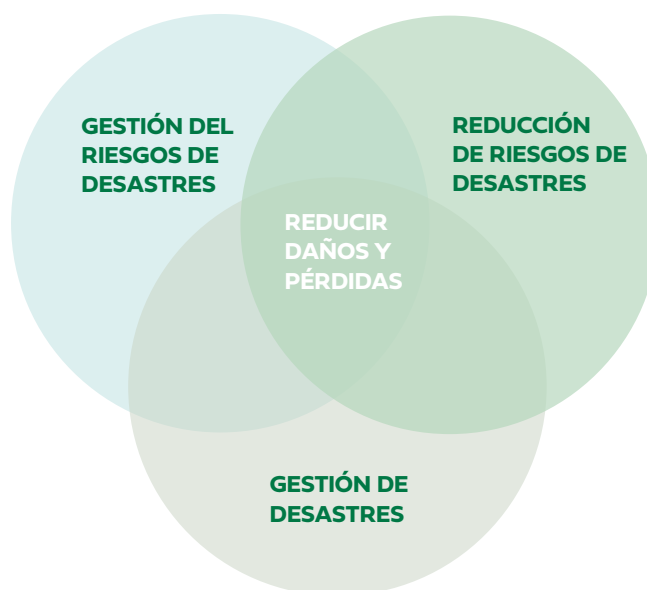 GESTIÓN DEL
RIESGOS DE
DESASTRES
REDUCCIÓN
DE RIESGOS DE
DESASTRES
REDUCIR
DAÑOS Y
PÉRDIDAS
GESTIÓN DE
DESASTRES